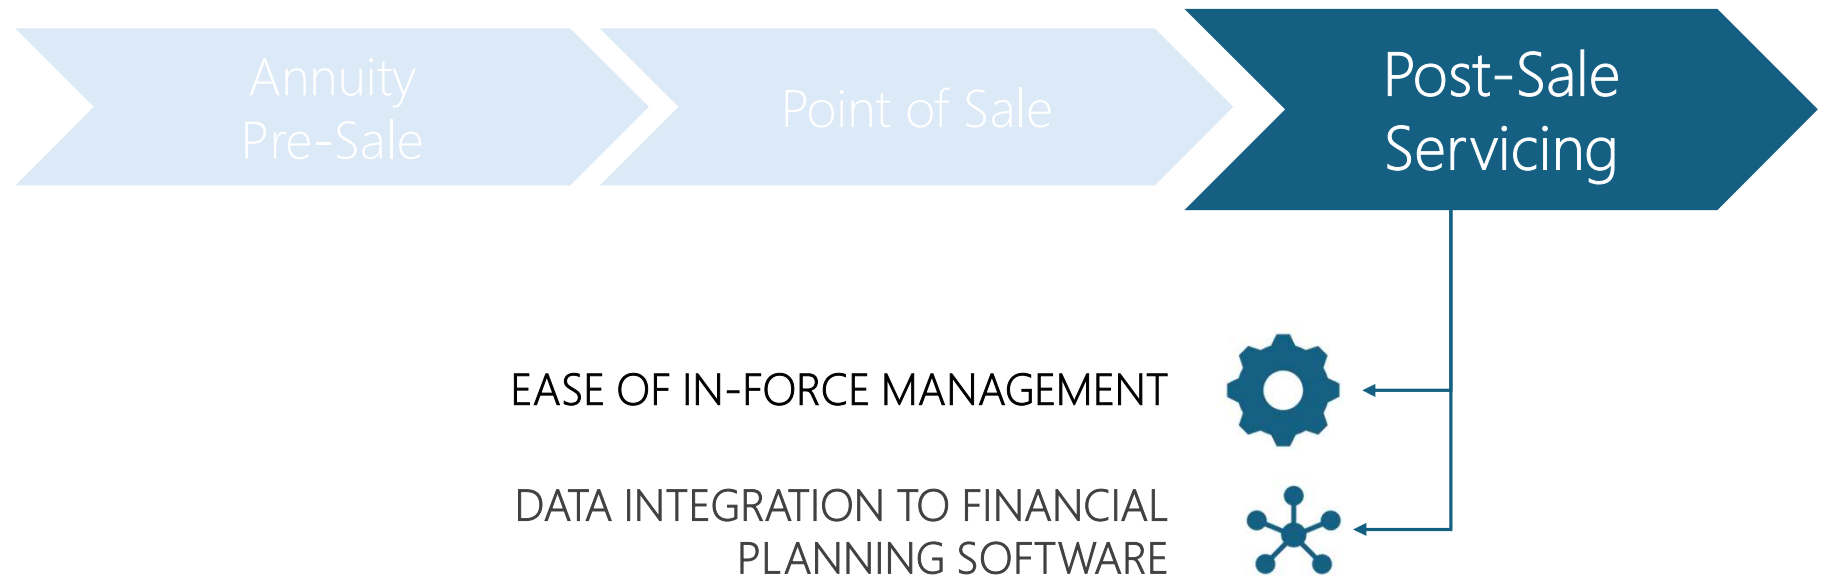 Annuity
Pre-Sale
Point of Sale
Post-Sale
Servicing
EASE OF IN-FORCE MANAGEMENT
DATA INTEGRATION TO FINANCIAL
PLANNING SOFTWARE